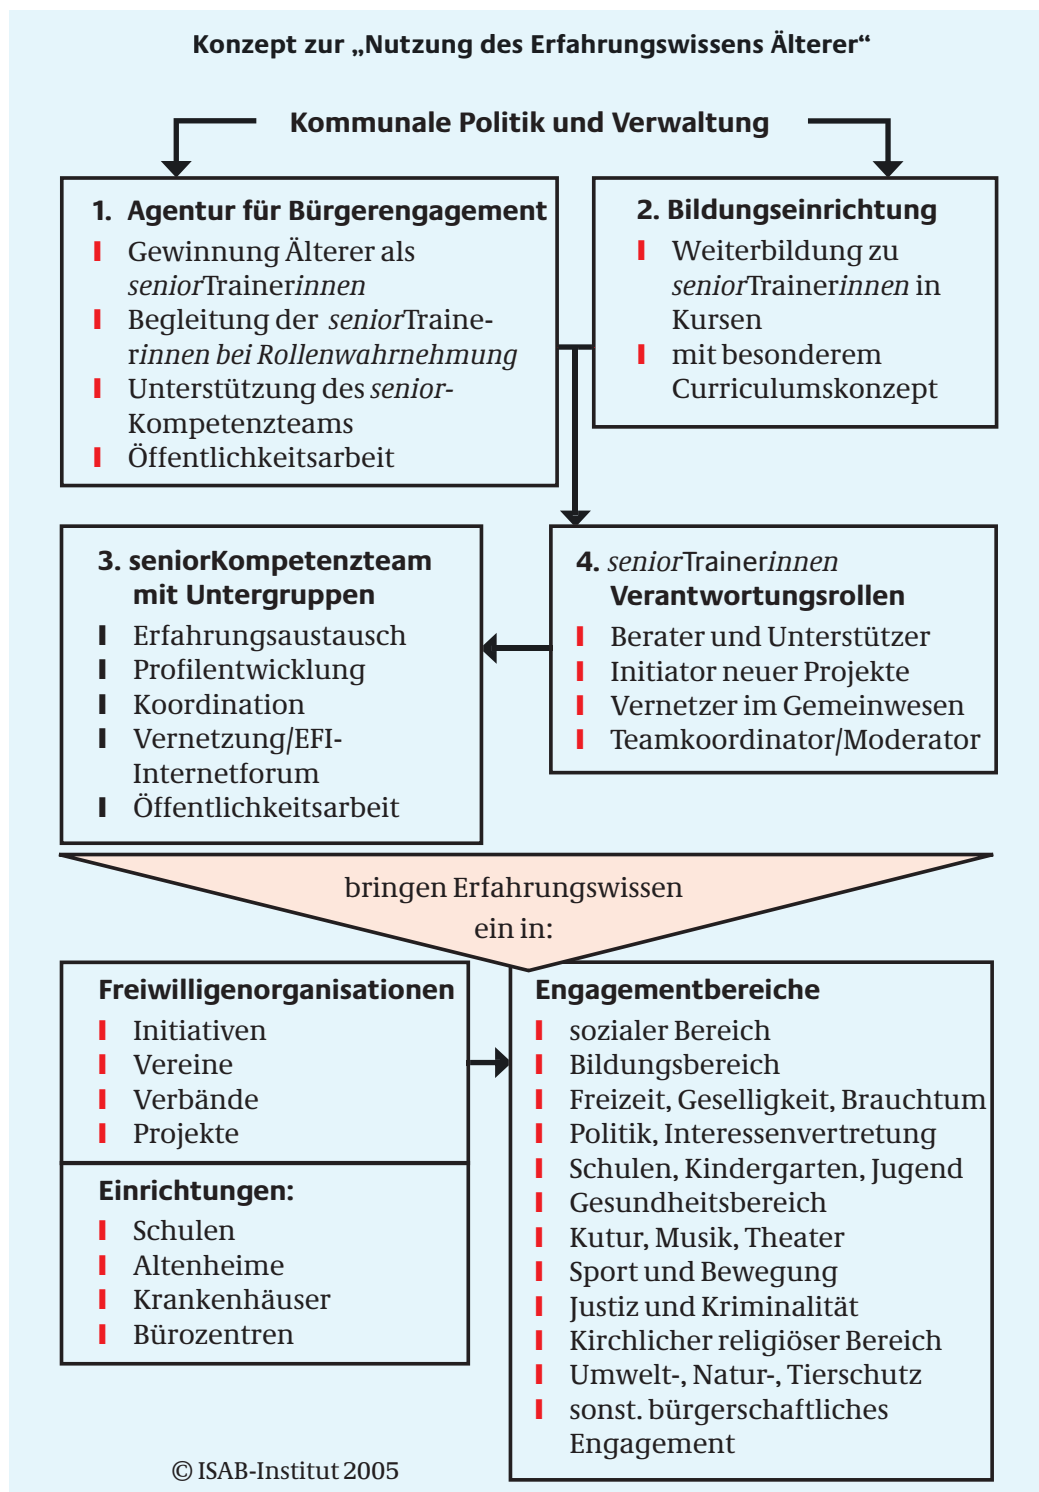 Konzept zur „Nutzung des Erfahrungswissens Älterer“
Kommunale Politik und Verwaltung
1. Agentur für Bürgerengagement
Gewinnung Älterer als
seniorTrainerinnen
Begleitung der seniorTraine-
rinnen bei Rollenwahrnehmung
Unterstützung des senior-
Kompetenzteams
Öffentlichkeitsarbeit
2. Bildungseinrichtung
Weiterbildung zu
seniorTrainerinnen in
Kursen
mit besonderem
Curriculumskonzept
3. seniorKompetenzteam
mit Untergruppen
Erfahrungsaustausch
Profilentwicklung
Koordination
Vernetzung/EFI-
Internetforum
Öffentlichkeitsarbeit
4. seniorTrainerinnen
Verantwortungsrollen
Berater und Unterstützer
Initiator neuer Projekte
Vernetzer im Gemeinwesen
Teamkoordinator/Moderator
bringen Erfahrungswissen
ein in:
Freiwilligenorganisationen
Initiativen
Vereine
Verbände
Projekte
Einrichtungen:
Schulen
Altenheime
Krankenhäuser
Bürozentren
Engagementbereiche
sozialer Bereich
Bildungsbereich
Freizeit, Geselligkeit, Brauchtum
Politik, Interessenvertretung
Schulen, Kindergarten, Jugend
Gesundheitsbereich
Kutur, Musik, Theater
Sport und Bewegung
Justiz und Kriminalität
Kirchlicher religiöser Bereich
Umwelt-, Natur-, Tierschutz
sonst. bürgerschaftliches
Engagement
© ISAB-Institut 2005